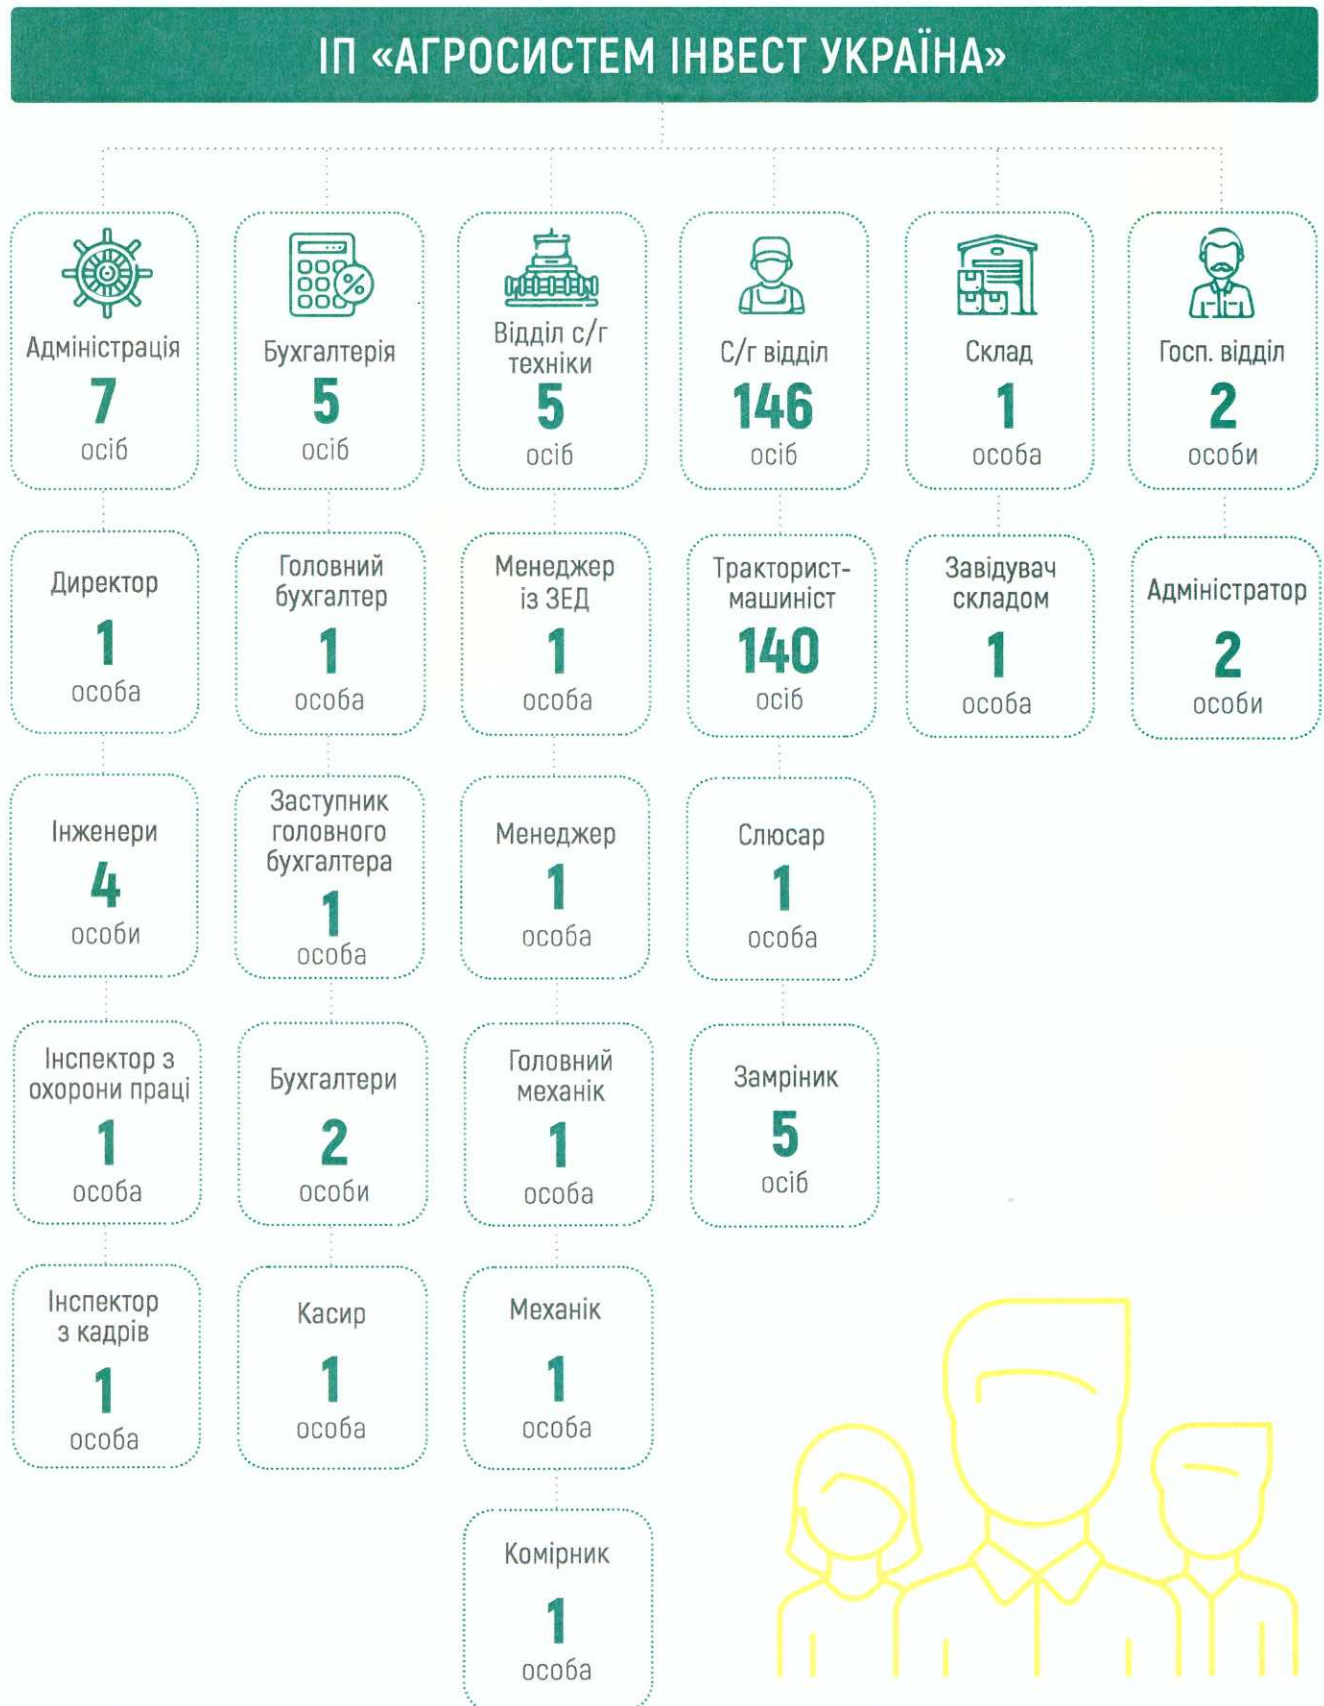 ІП «АГРОСИСТЕМ ІНВЕСТ УКРАЇНА»
Адміністрація
7
осіб
Бухгалтерія
5
осіб
Відділ с/г
техніки
5
осіб
С/г відділ
146
осіб
Склад
1
особа
Госп. відділ
2
особи
Директор
1
особа
Головний
бухгалтер
1
особа
Менеджер
із ЗЕД
1
особа
Тракторист-
машиніст
140
осіб
Завідувач
складом
1
особа
Адміністратор
2
особи
Інженери
4
особи
Заступник
головного
бухгалтера
1
особа
Менеджер
1
особа
Слюсар
1
особа
Інспектор з
охорони праці
1
особа
Бухгалтери
2
особи
Головний
механік
1
особа
Замріник
5
осіб
Інспектор
з кадрів
1
особа
Касир
1
особа
Механік
1
особа
Комірник
1
особа